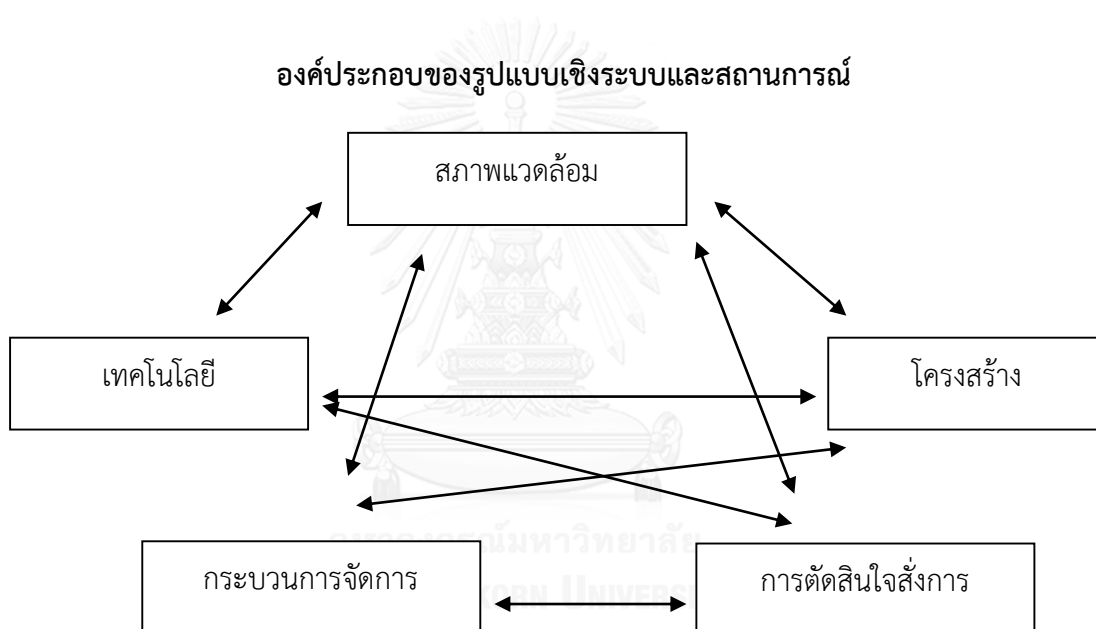 องค์ประกอบของรูปแบบเชิงระบบและสถานการณ์
สภาพแวดล้อม
เทคโนโลยี
โครงสร้าง
กระบวนการจัดการ
การตัดสินใจสั่งการ